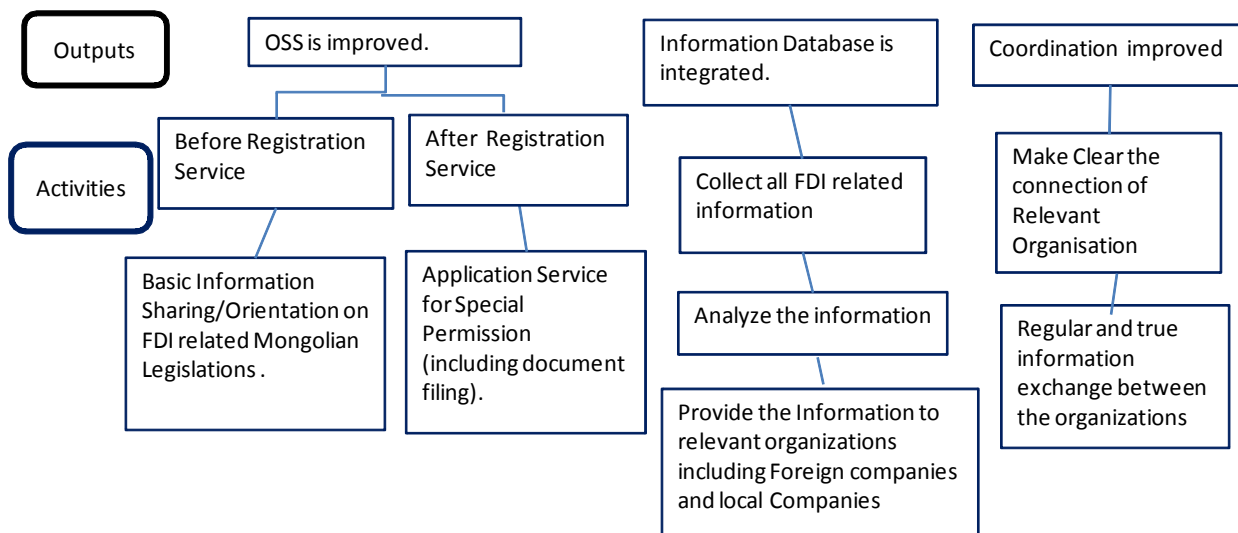 Outputs
OSS is improved.
Information Database is
integrated.
Coordination improved
Activities
Before Registration
Service
After Registration
Service
Collect all FDI related
information
Make Clear the
connection of
Relevant
Organisation
Basic Information
Sharing/Orientation on
FDI related Mongolian
Legislations .
Application Service
for Special
Permission
(including document
filing).
Analyze the information
Regular and true
information
exchange between
the organizations
Provide the Information to
relevant organizations
including Foreign companies
and local Companies